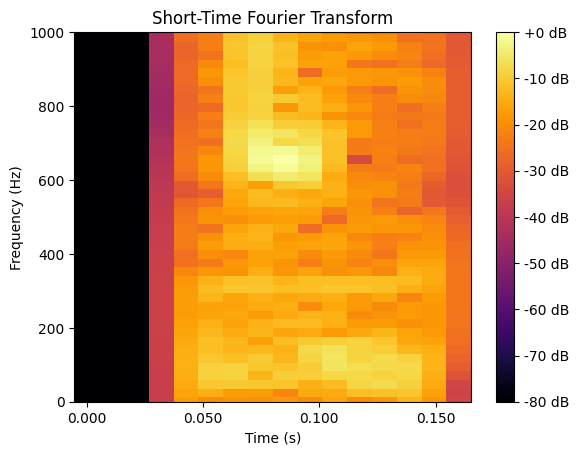 Short-Time Fourier Transform
1000
800
600
400
200
0
Frequency (Hz)
0.000
0.050
0.100
0.150
Time (s)
+0 dB
-10 dB
-20 dB
-30 dB
-40 dB
-50 dB
-60 dB
-70 dB
-80 dB